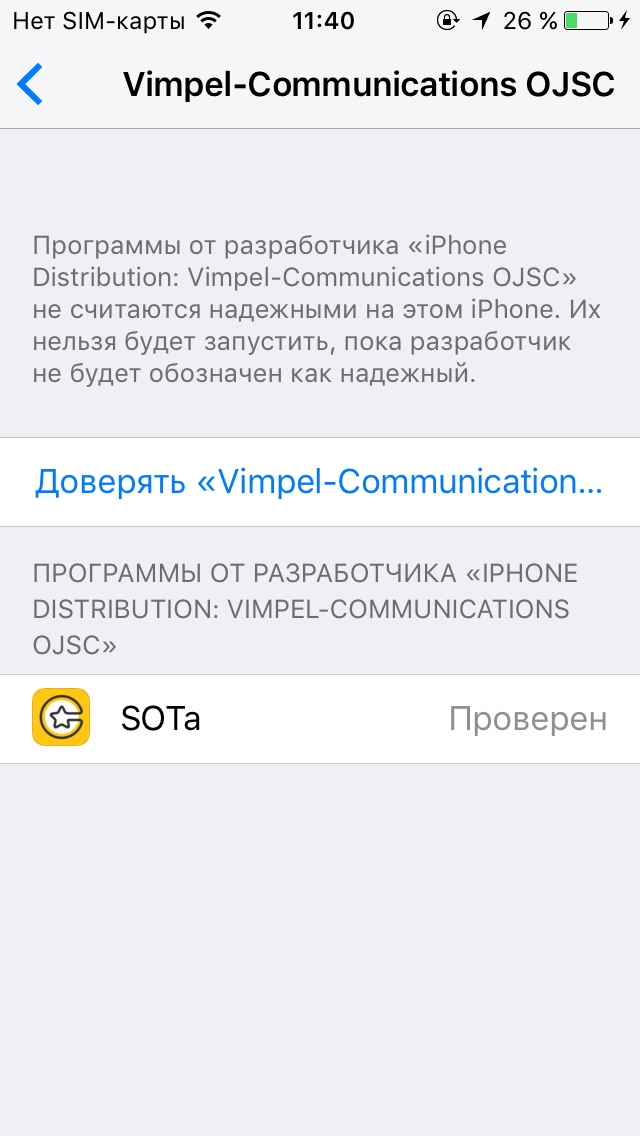 Нет SIM-карты 11:40 26 %
Vimpel-Communications OJSC
Программы от разработчика «iPhone
Distribution: Vimpel-Communications OJSC»
не считаются надежными на этом iPhone. Их
нельзя будет запустить, пока разработчик
не будет обозначен как надежный.
Доверять «Vimpel-Communication...
ПРОГРАММЫ ОТ РАЗРАБОТЧИКА «IPHONE
DISTRIBUTION: VIMPEL-COMMUNICATIONS
OJSC»
SOTa Проверен